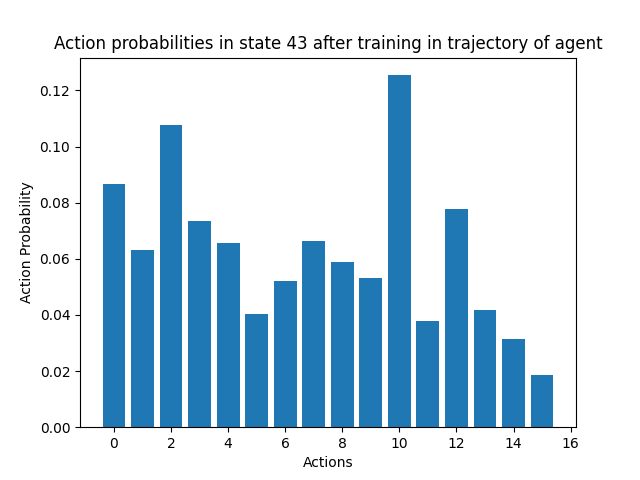 Action probabilities in state 43 after training in trajectory of agent
0.12
0.10
0.08
0.06
0.04
0.02
0.00
Action Probability
0 2 4 6 8 10 12 14 16
Actions